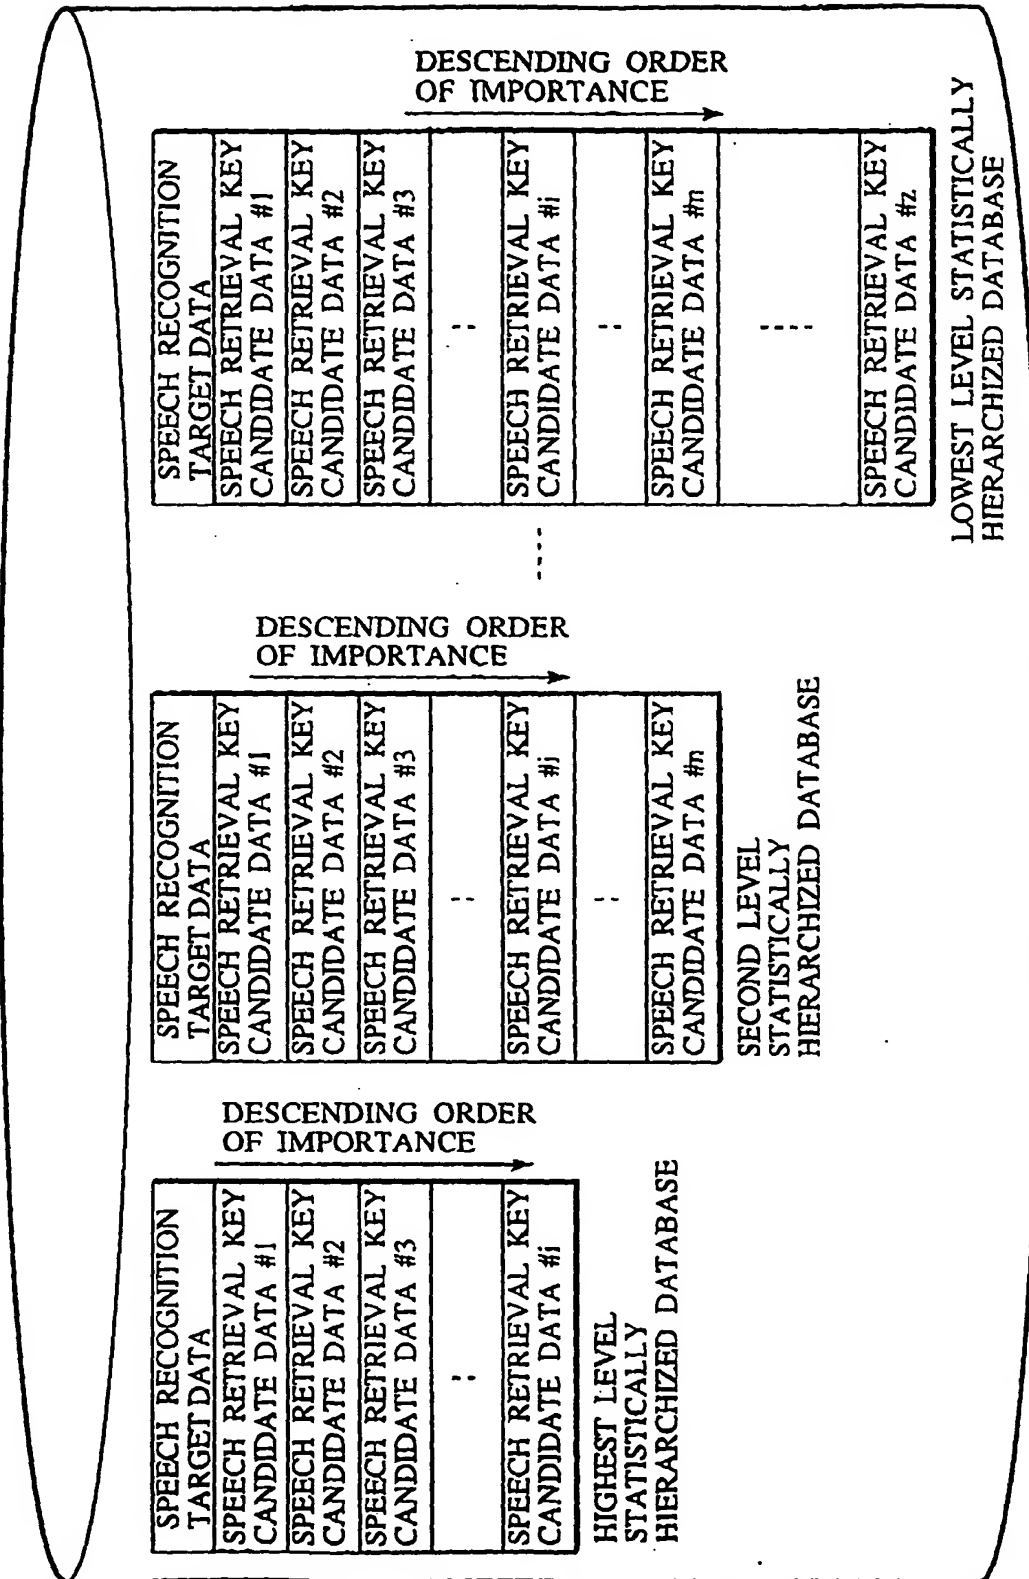 SPEECH RECOGNITION
TARGET DATA
SPEECH RETRIEVAL KEY
CANDIDATE DATA #1
SPEECH RETRIEVAL KEY
CANDIDATE DATA #2
SPEECH RETRIEVAL KEY
CANDIDATE DATA #3
SPEECH RETRIEVAL KEY
CANDIDATE DATA #i
HIGHEST LEVEL
STATISTICALLY
HIERARCHIZED DATABASE
DESCENDING ORDER
OF IMPORTANCE
SPEECH RECOGNITION
TARGET DATA
SPEECH RETRIEVAL KEY
CANDIDATE DATA #1
SPEECH RETRIEVAL KEY
CANDIDATE DATA #2
SPEECH RETRIEVAL KEY
CANDIDATE DATA #3
SPEECH RETRIEVAL KEY
CANDIDATE DATA #i
SPEECH RETRIEVAL KEY
CANDIDATE DATA #n
SECOND LEVEL
STATISTICALLY
HIERARCHIZED DATABASE
DESCENDING ORDER
OF IMPORTANCE
SPEECH RECOGNITION
TARGET DATA
SPEECH RETRIEVAL KEY
CANDIDATE DATA #1
SPEECH RETRIEVAL KEY
CANDIDATE DATA #2
SPEECH RETRIEVAL KEY
CANDIDATE DATA #3
SPEECH RETRIEVAL KEY
CANDIDATE DATA #i
SPEECH RETRIEVAL KEY
CANDIDATE DATA #n
SPEECH RETRIEVAL KEY
CANDIDATE DATA #z
LOWEST LEVEL STATISTICALLY
HIERARCHIZED DATABASE
DESCENDING ORDER
OF IMPORTANCE